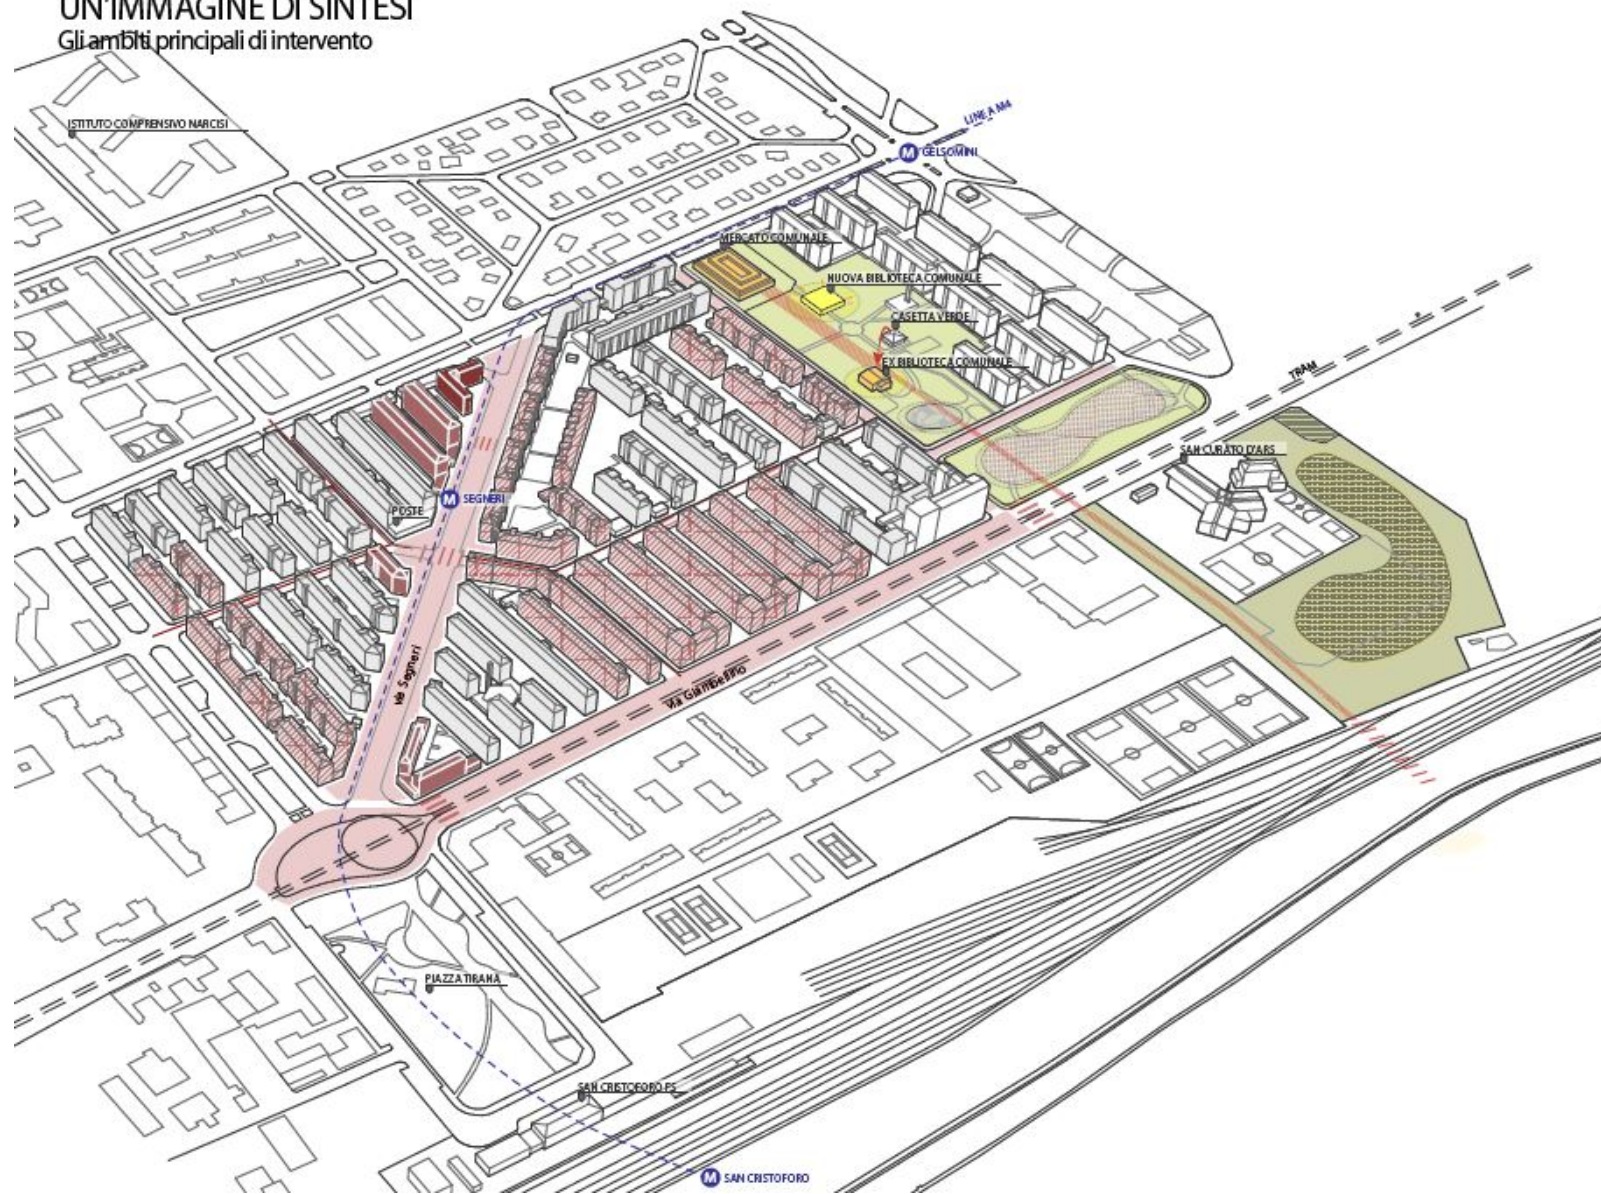 UN'IMMAGINE DI SINTESI
Gli ambiti principali di intervento
LINEA M4
ISTITUTO COMPRENSIVO NARCISI
M GELSOMINI
MERCATO COMUNALE
NUOVA BIBLIOTECA COMUNALE
CASETTA VERDE
EX BIBLIOTECA COMUNALE
TRAM
SAN CURATO D'ARS
M SEGNERI
POSTE
via Segneri
Via Giambellino
PIAZZA TIRANA
SAN CRISTOFORO FS
M SAN CRISTOFORO